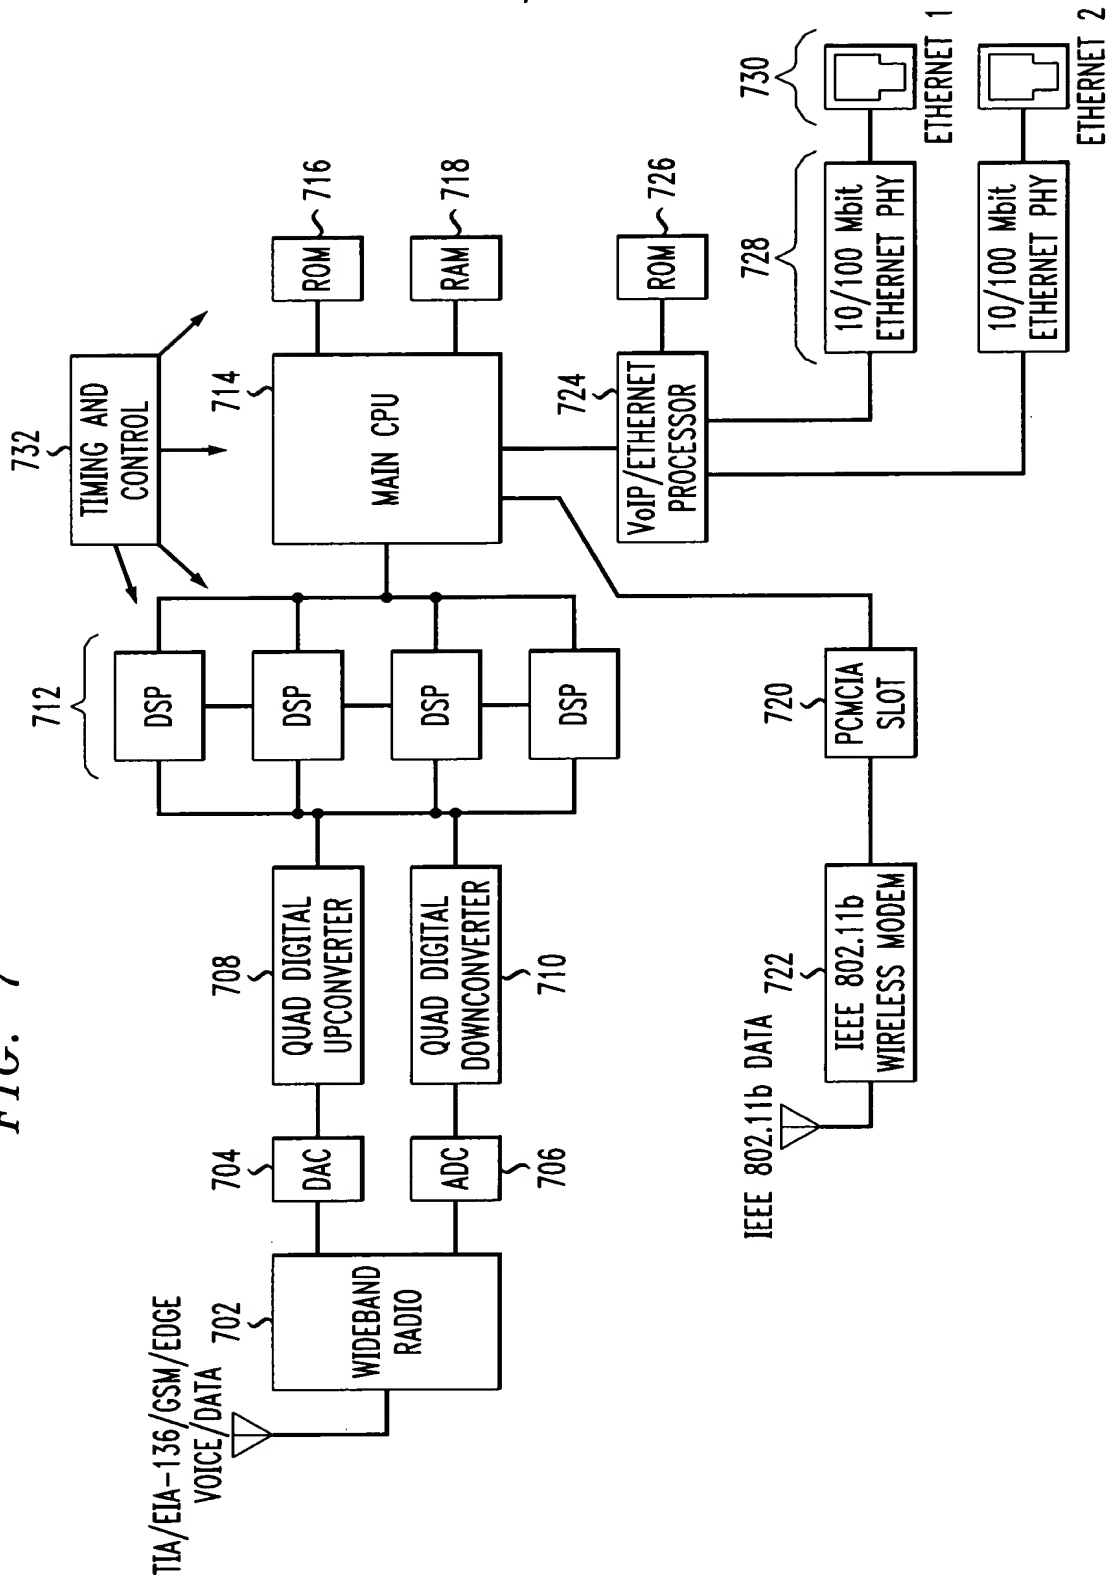 FIG. 7
TIA/EIA-136/GSM/EDGE
VOICE/DATA
702
WIDEBAND
RADIO
704
DAC
ADC
706
708
QUAD DIGITAL
UPCONVERTER
QUAD DIGITAL
DOWNCONVERTER
710
712
DSP
DSP
DSP
DSP
732
TIMING AND
CONTROL
714
MAIN CPU
ROM
716
RAM
718
IEEE 802.11b DATA
722
IEEE 802.11b
WIRELESS MODEM
720
PCMCIA
SLOT
724
VoIP/ETHERNET
PROCESSOR
ROM
726
728
10/100 Mbit
ETHERNET PHY
10/100 Mbit
ETHERNET PHY
730
ETHERNET 1
ETHERNET 2